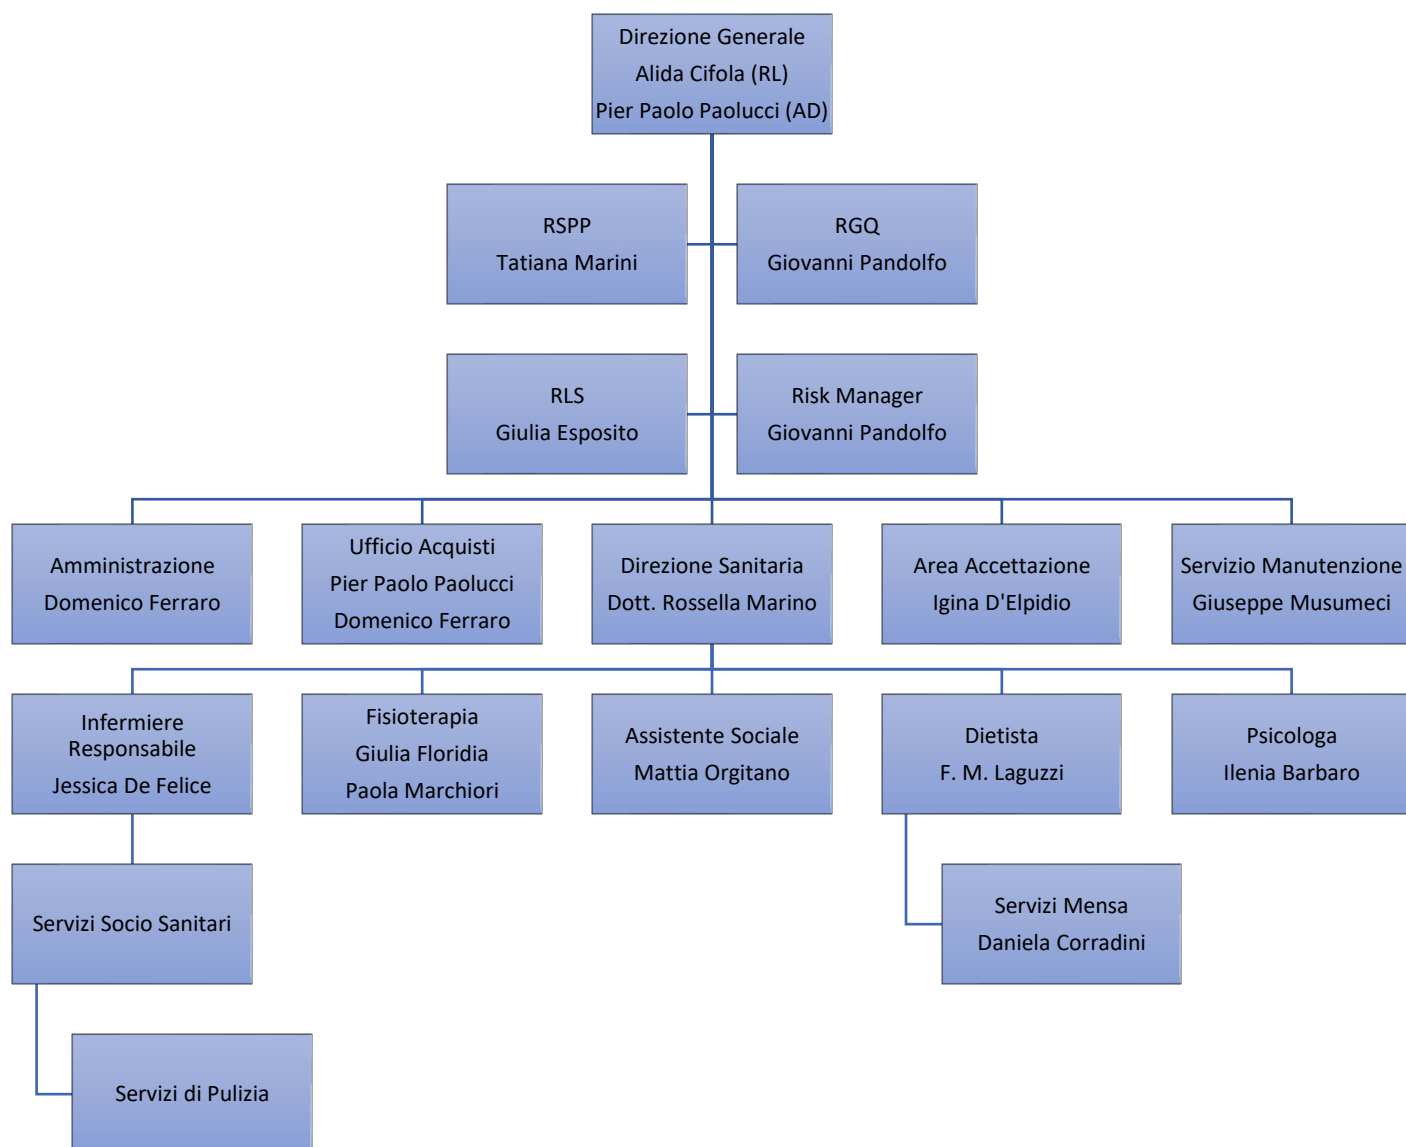 Direzione Generale
Alida Cifola (RL)
Pier Paolo Paolucci (AD)
RSPP
Tatiana Marini
RGQ
Giovanni Pandolfo
RLS
Giulia Esposito
Risk Manager
Giovanni Pandolfo
Amministrazione
Domenico Ferraro
Ufficio Acquisti
Pier Paolo Paolucci
Domenico Ferraro
Direzione Sanitaria
Dott. Rossella Marino
Area Accettazione
Igina D'Elpidio
Servizio Manutenzione
Giuseppe Musumeci
Infermiere
Responsabile
Jessica De Felice
Fisioterapia
Giulia Floridia
Paola Marchiori
Assistente Sociale
Mattia Orgitano
Dietista
F. M. Laguzzi
Psicologa
Ilenia Barbaro
Servizi Socio Sanitari
Servizi Mensa
Daniela Corradini
Servizi di Pulizia